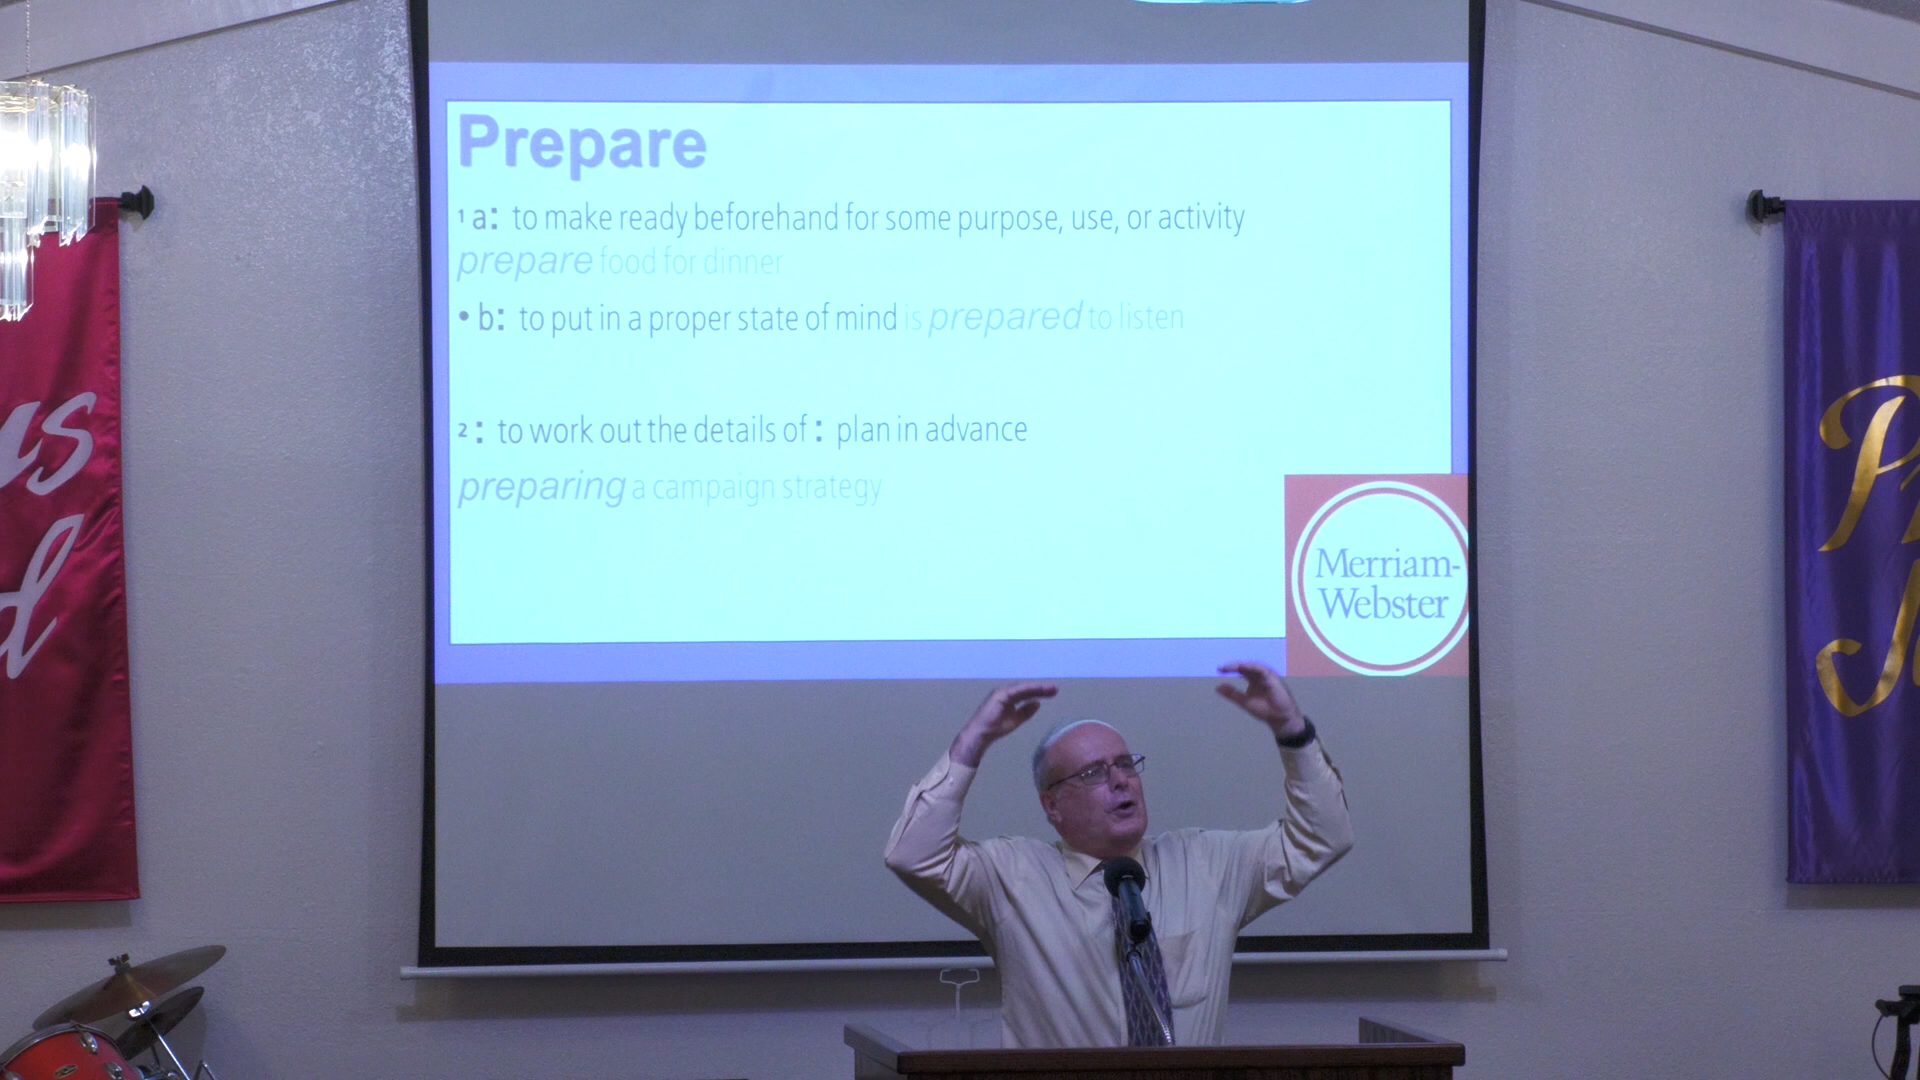 Prepare
1 a: to make ready beforehand for some purpose, use, or activity
prepare food for dinner
• b: to put in a proper state of mind is prepared to listen
2 : to work out the details of : plan in advance
preparing a campaign strategy
Merriam-
Webster
us
d
P
J